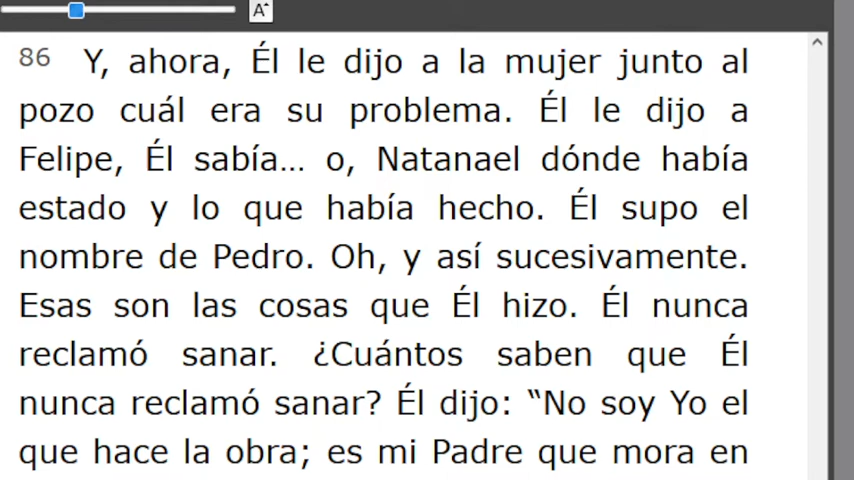 A^
86 Y, ahora, Él le dijo a la mujer junto al
pozo cuál era su problema. Él le dijo a
Felipe, Él sabía… o, Natanael dónde había
estado y lo que había hecho. Él supo el
nombre de Pedro. Oh, y así sucesivamente.
Esas son las cosas que Él hizo. Él nunca
reclamó sanar. ¿Cuántos saben que Él
nunca reclamó sanar? Él dijo: “No soy Yo el
que hace la obra; es mi Padre que mora en